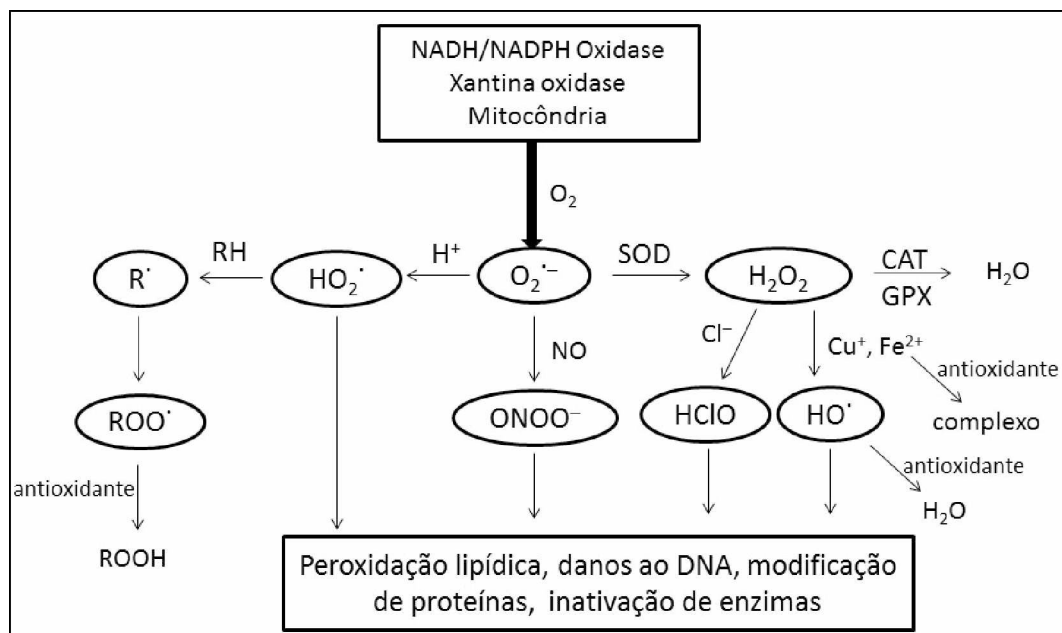 NADH/NADPH Oxidase
Xantina oxidase
Mitocôndria
O₂
R˙
RH
HO₂˙
H⁺
O₂˙⁻
SOD
H₂O₂
CAT
GPX
H₂O
NO
Cl⁻
Cu⁺, Fe²⁺
antioxidante
complexo
ROO˙
ONOO⁻
HClO
HO˙
antioxidante
H₂O
antioxidante
ROOH
Peroxidação lipídica, danos ao DNA, modificação
de proteínas, inativação de enzimas